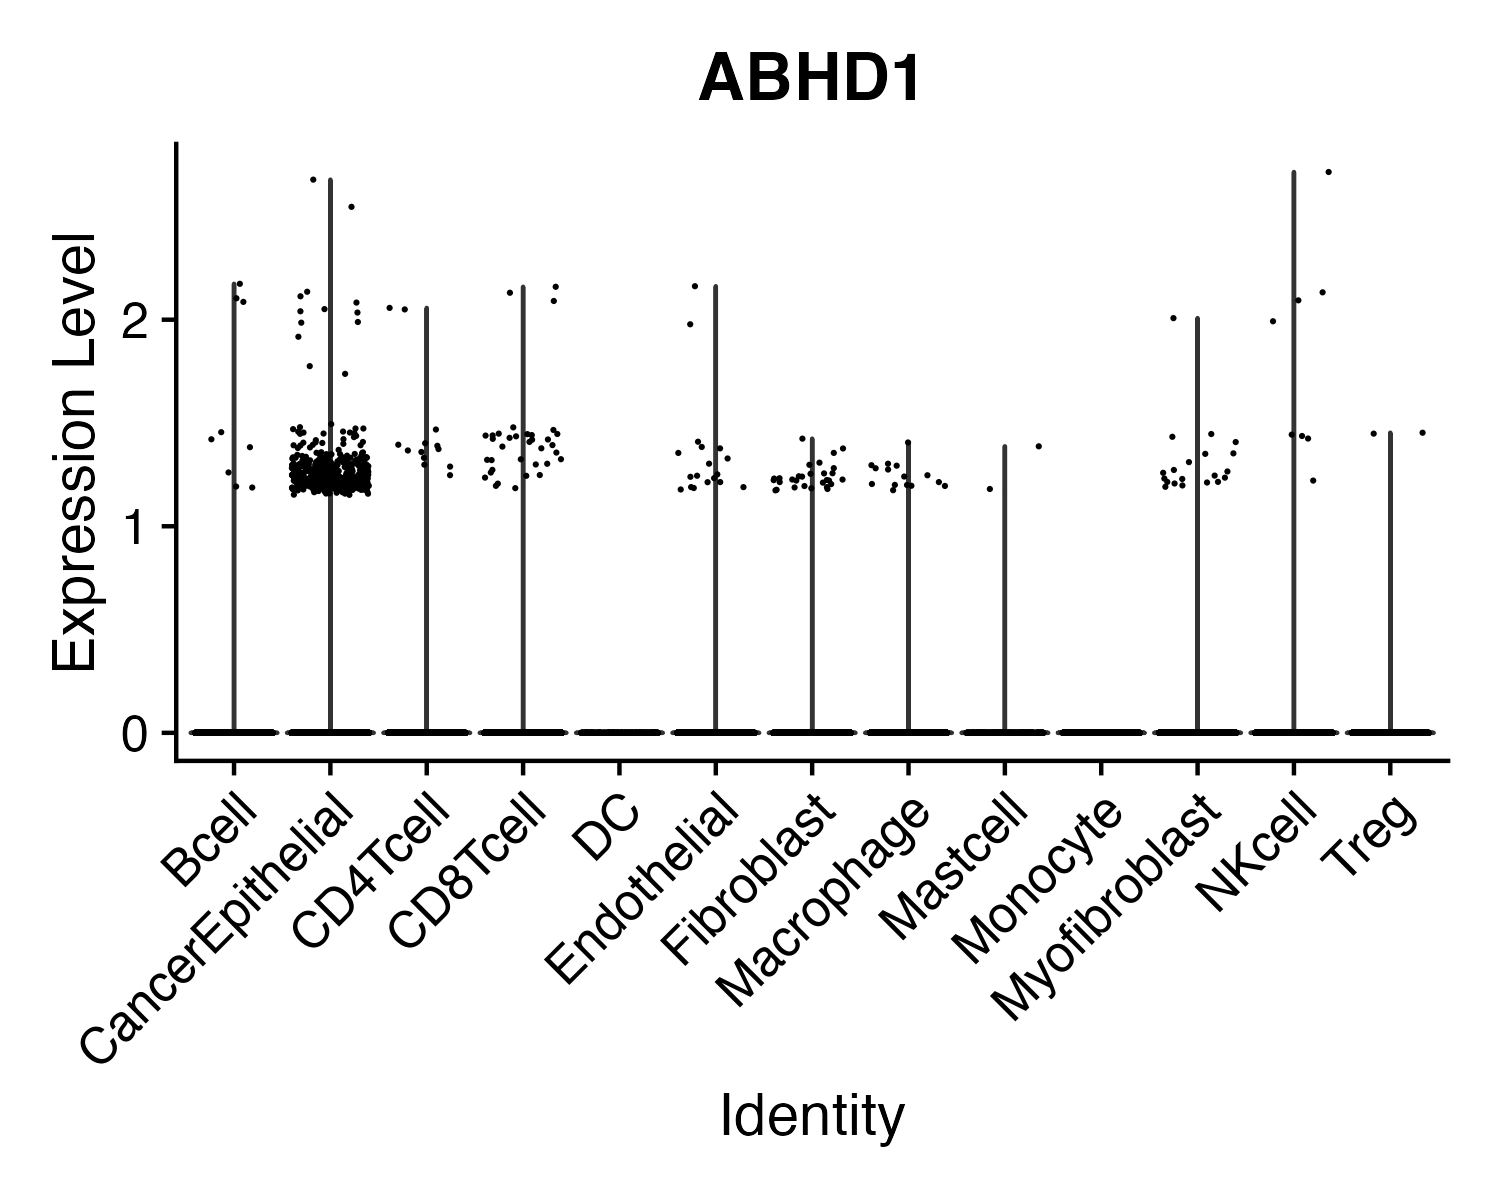 ABHD1
Expression Level
2
1
0
Bcell
CancerEpithelial
CD4Tcell
CD8Tcell
DC
Endothelial
Fibroblast
Macrophage
Mastcell
Monocyte
Myofibroblast
NKcell
Treg
Identity